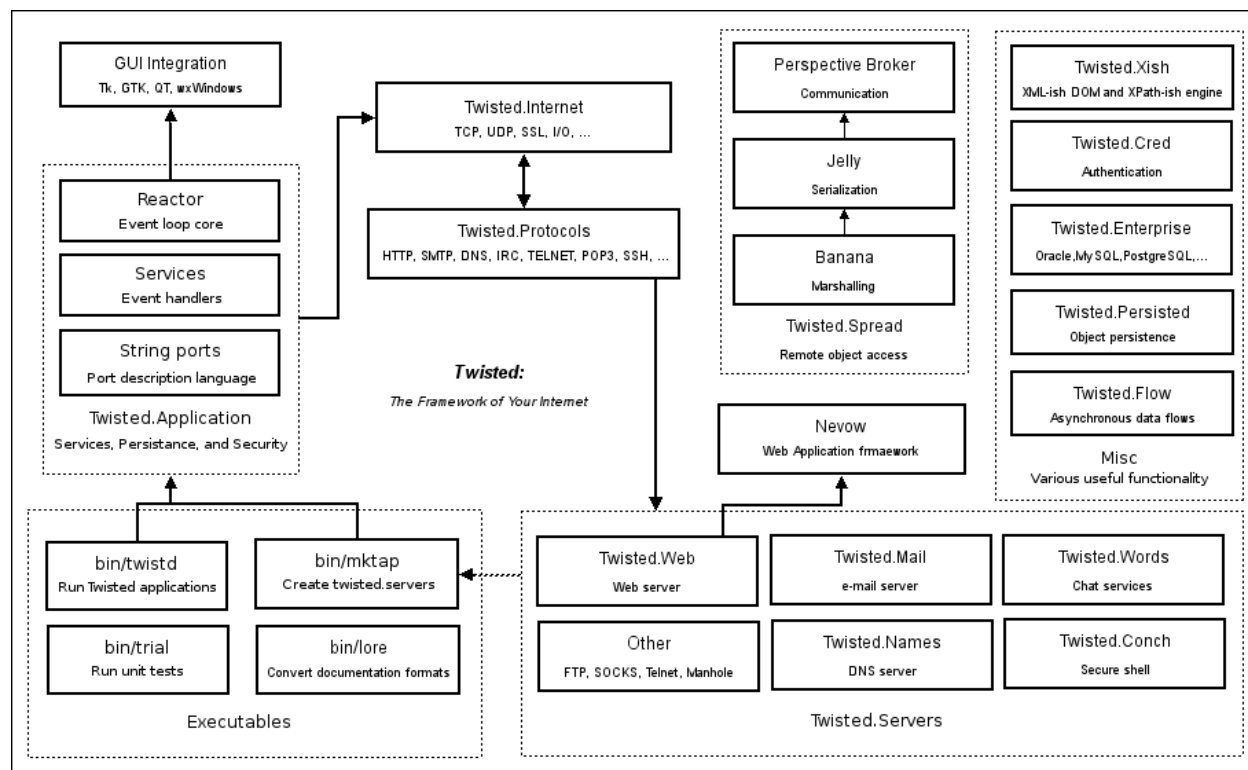 GUI Integration
Tk, GTK, QT, wxWindows
Reactor
Event loop core
Services
Event handlers
String ports
Port description language
Twisted.Application
Services, Persistance, and Security
Twisted.Internet
TCP, UDP, SSL, I/O, ...
Twisted.Protocols
HTTP, SMTP, DNS, IRC, TELNET, POP3, SSH, ...
Twisted:
The Framework of Your Internet
Perspective Broker
Communication
Jelly
Serialization
Banana
Marshalling
Twisted.Spread
Remote object access
Nevow
Web Application frmaework
Twisted.Xish
XML-ish DOM and XPath-ish engine
Twisted.Cred
Authentication
Twisted.Enterprise
Oracle,MySQL,PostgreSQL,...
Twisted.Persisted
Object persistence
Twisted.Flow
Asynchronous data flows
Misc
Various useful functionality
bin/twistd
Run Twisted applications
bin/mktap
Create twisted.servers
bin/trial
Run unit tests
bin/lore
Convert documentation formats
Executables
Twisted.Web
Web server
Twisted.Mail
e-mail server
Twisted.Words
Chat services
Other
FTP, SOCKS, Telnet, Manhole
Twisted.Names
DNS server
Twisted.Conch
Secure shell
Twisted.Servers